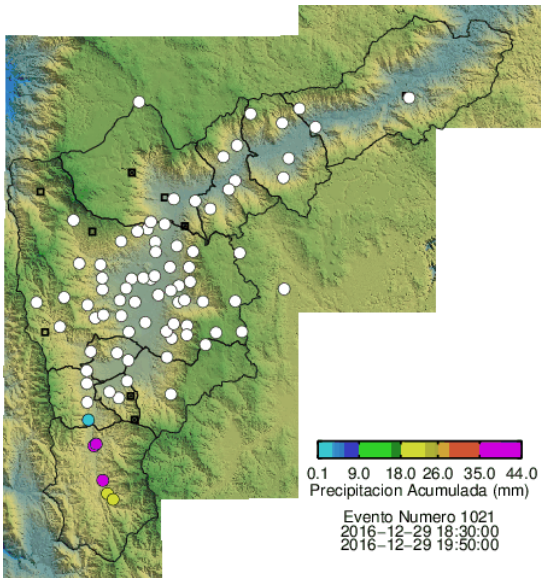 0.1 9.0 18.0 26.0 35.0 44.0
Precipitacion Acumulada (mm)
Evento Numero 1021
2016−12−29 18:30:00
2016−12−29 19:50:00